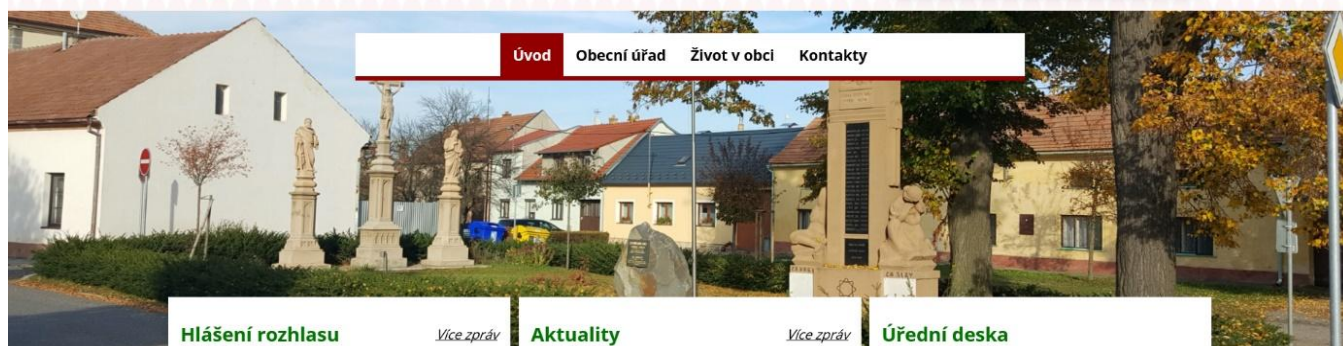 Úvod Obecní úřad Život v obci Kontakty
Hlášení rozhlasu Více zpráv Aktuality Více zpráv Úřední deska